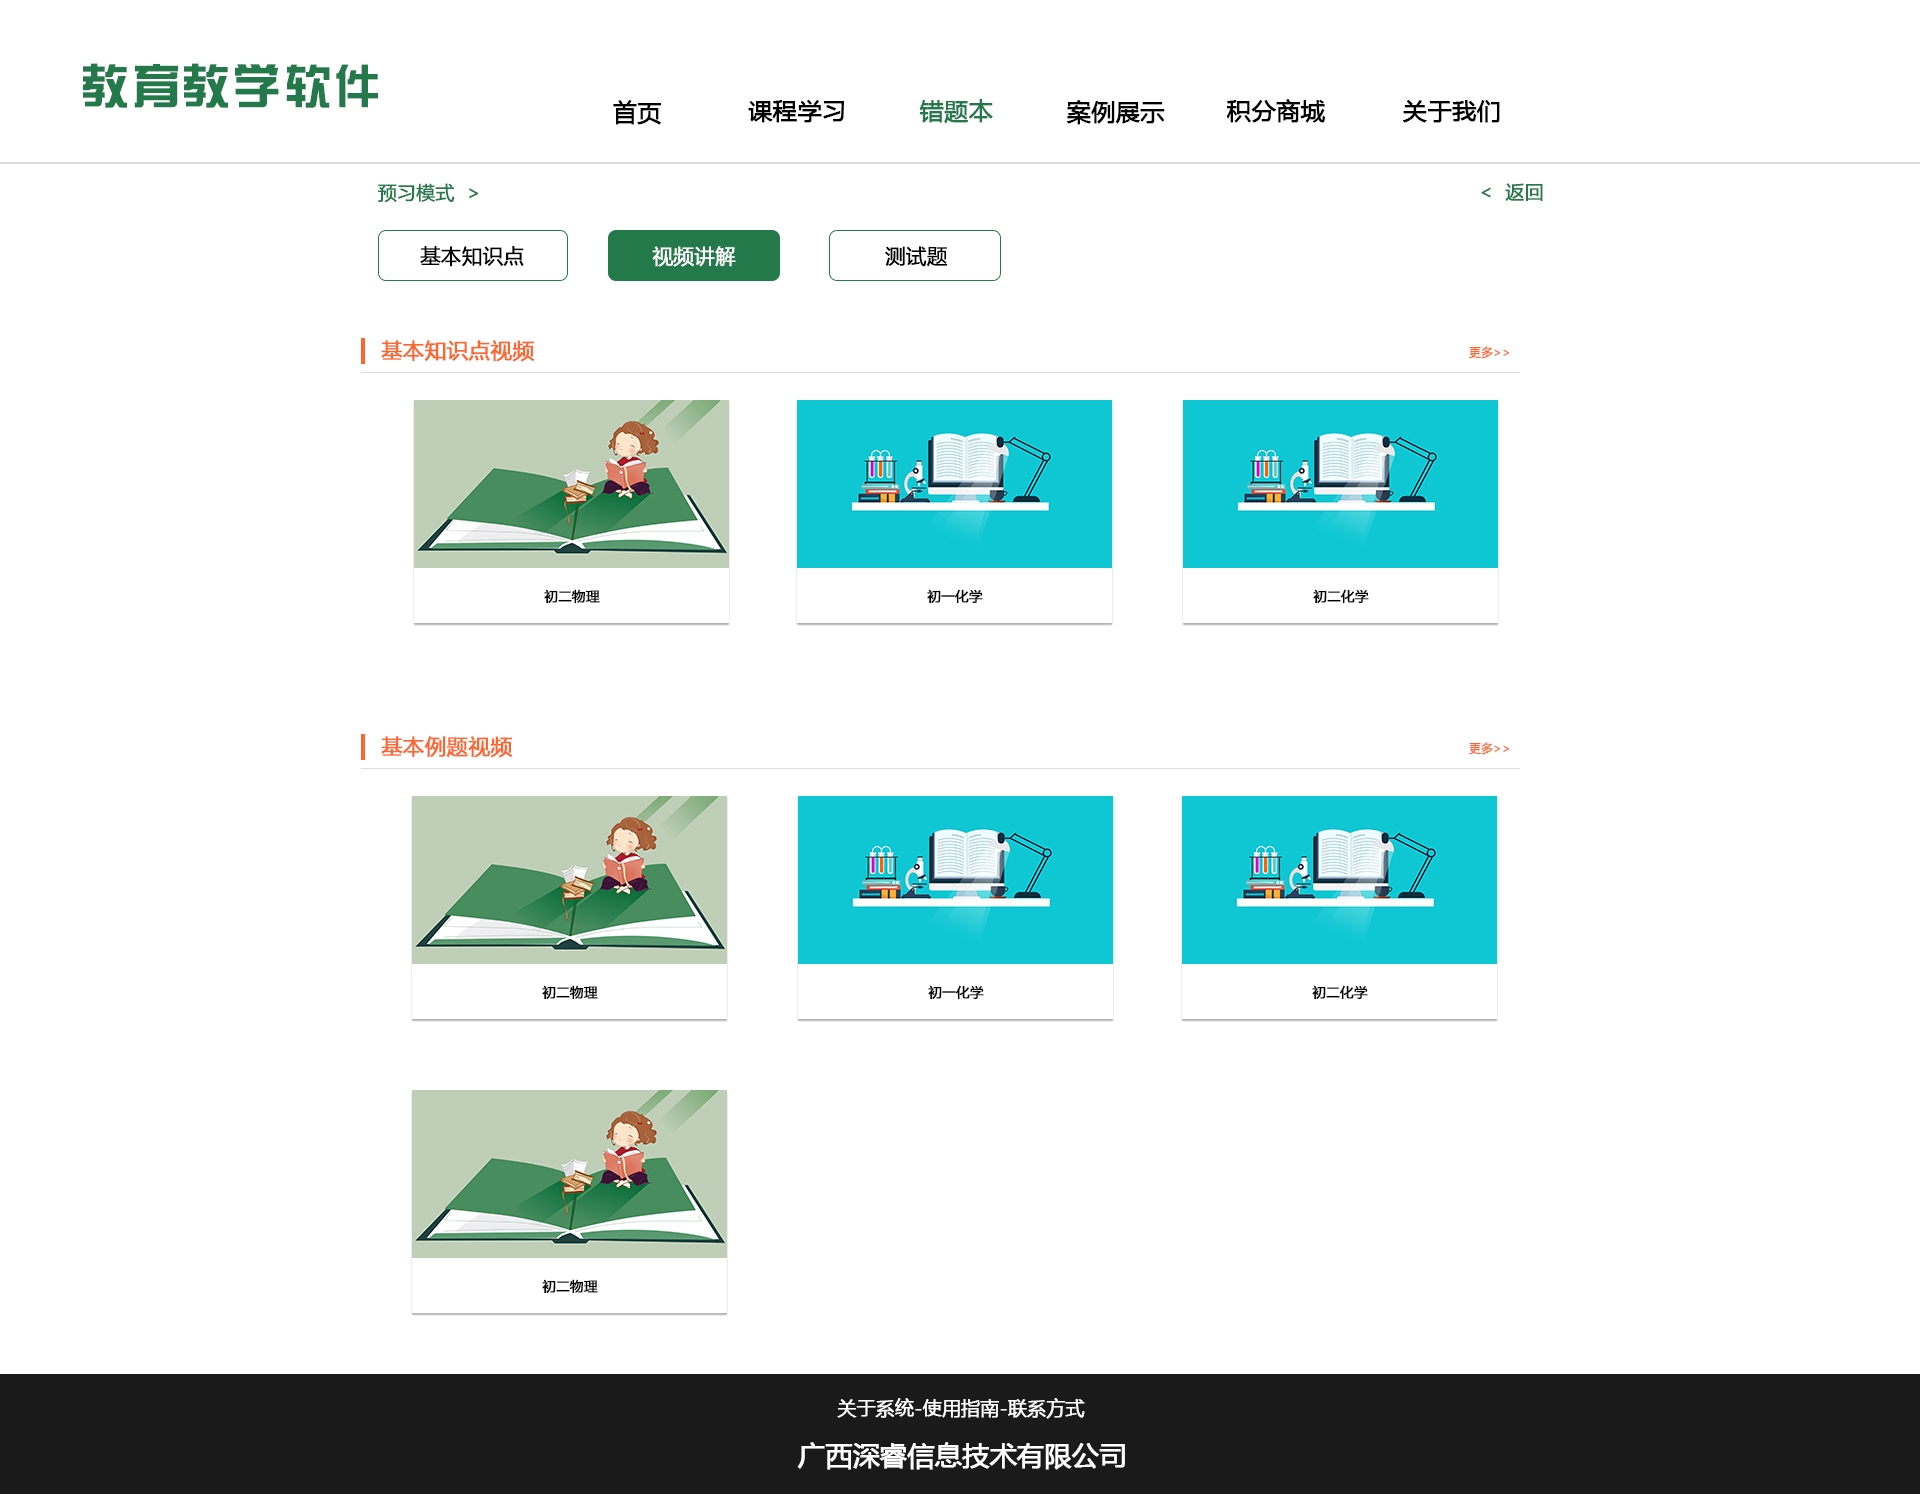 教育教学软件
首页 课程学习 错题本 案例展示 积分商城 关于我们
预习模式 > < 返回
基本知识点 视频讲解 测试题
基本知识点视频 更多>>
初二物理 初一化学 初二化学
基本例题视频 更多>>
初二物理 初一化学 初二化学
初二物理
关于系统-使用指南-联系方式
广西深睿信息技术有限公司